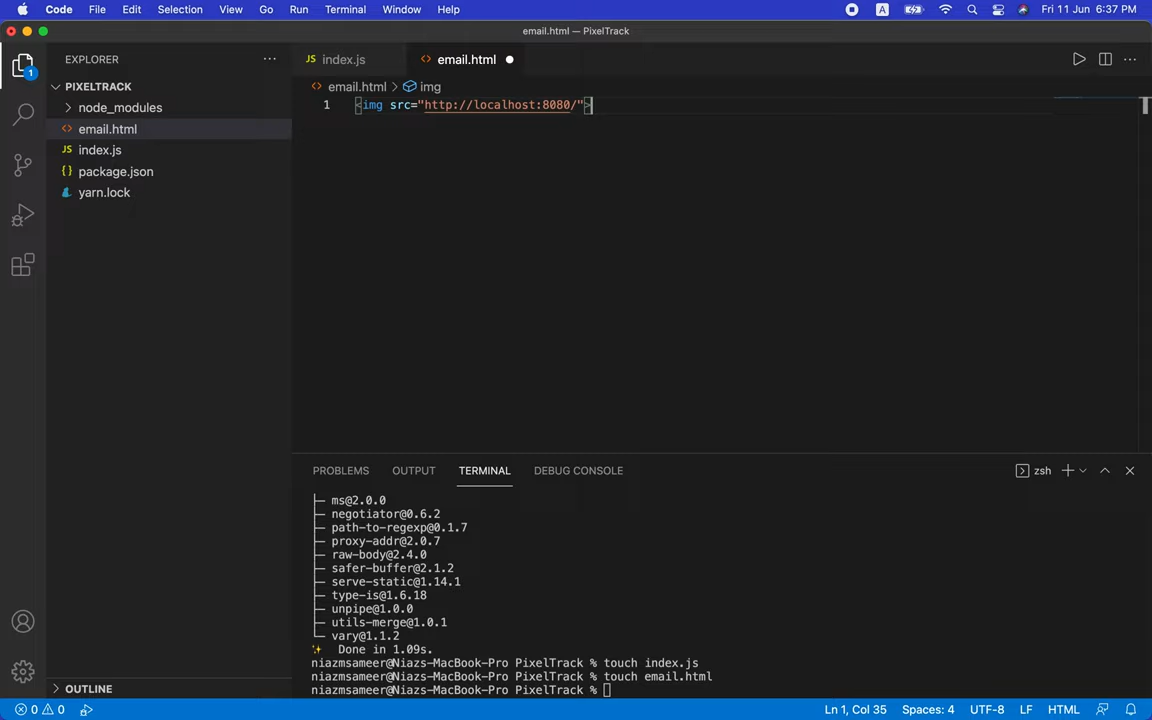 Code File Edit Selection View Go Run Terminal Window Help A Fri 11 Jun 6:37 PM
email.html — PixelTrack
EXPLORER ...
JS index.js
<> email.html
1
PIXELTRACK
node_modules
<> email.html
JS index.js
{} package.json
yarn.lock
OUTLINE
<> email.html > img
1 <img src="http://localhost:8080/">
PROBLEMS OUTPUT TERMINAL DEBUG CONSOLE zsh
├─ ms@2.0.0
├─ negotiator@0.6.2
├─ path-to-regexp@0.1.7
├─ proxy-addr@2.0.7
├─ raw-body@2.4.0
├─ safer-buffer@2.1.2
├─ serve-static@1.14.1
├─ type-is@1.6.18
├─ unpipe@1.0.0
├─ utils-merge@1.0.1
└─ vary@1.1.2
✨ Done in 1.09s.
niazmsameer@Niazs-MacBook-Pro PixelTrack % touch index.js
niazmsameer@Niazs-MacBook-Pro PixelTrack % touch email.html
niazmsameer@Niazs-MacBook-Pro PixelTrack %
0 0 Ln 1, Col 35 Spaces: 4 UTF-8 LF HTML